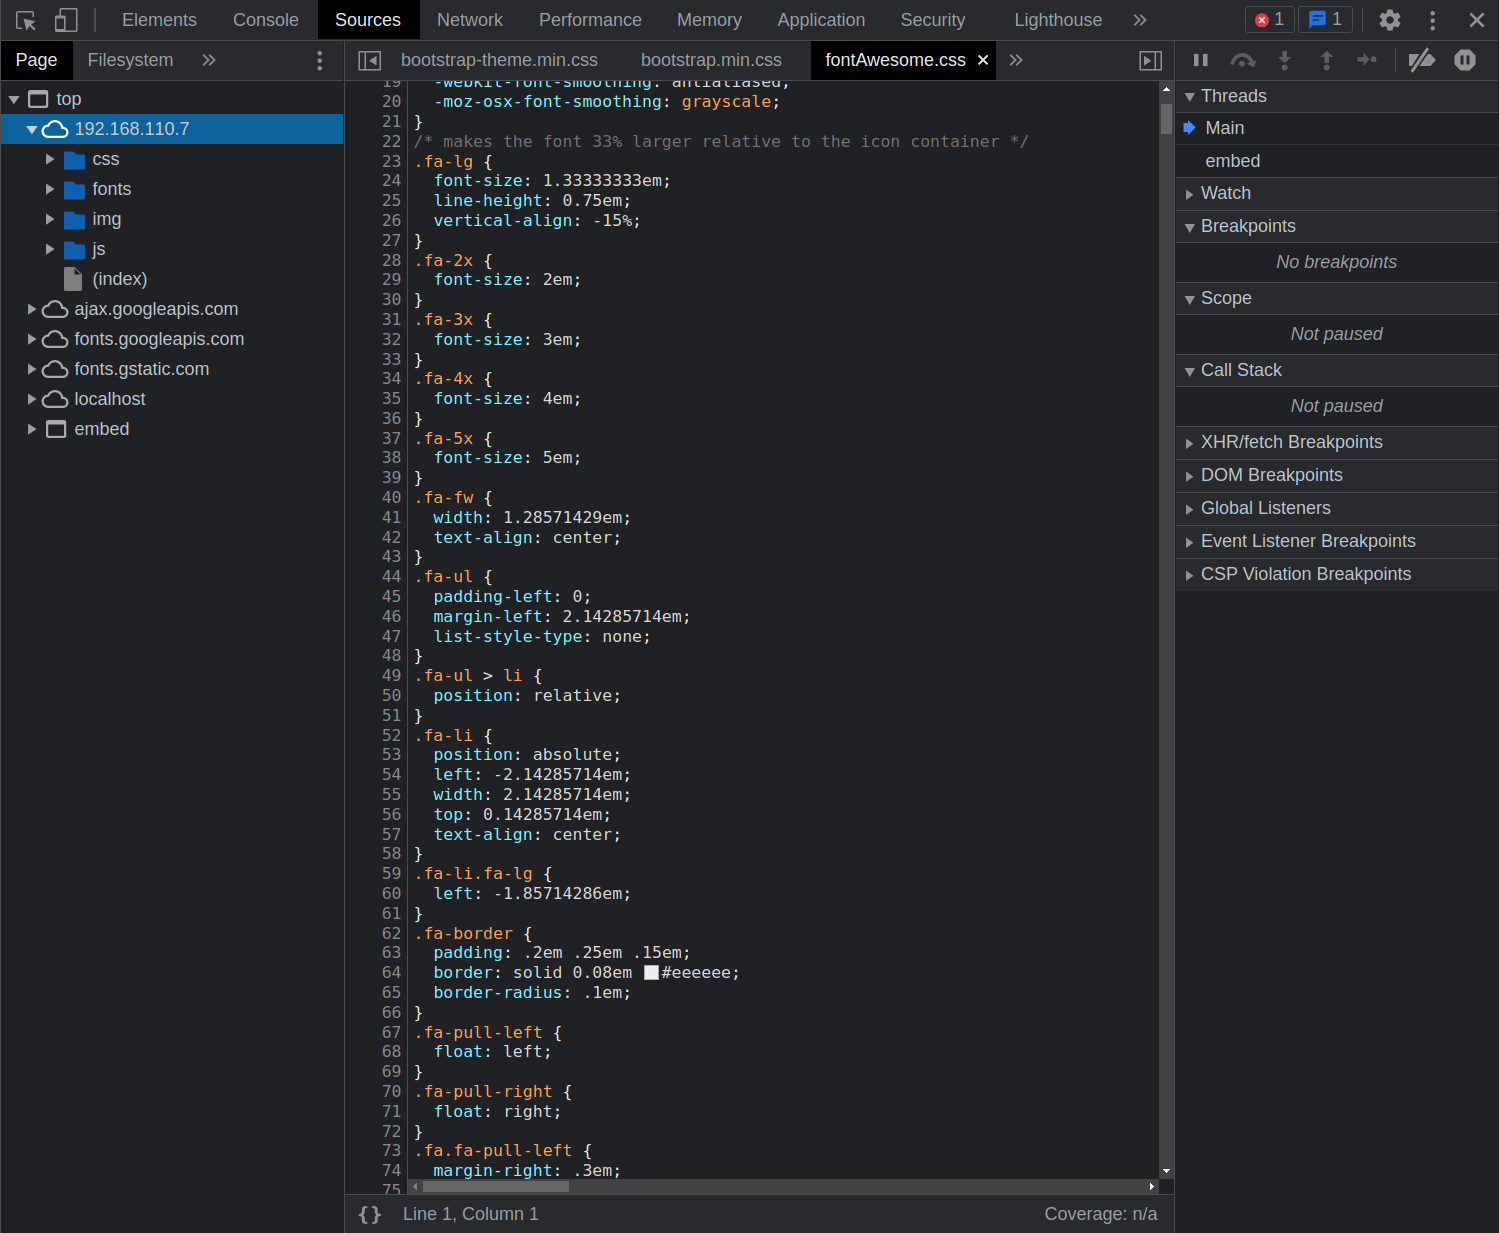 Elements Console Sources Network Performance Memory Application Security Lighthouse 1 1
Page Filesystem
top
192.168.110.7
css
fonts
img
js
(index)
ajax.googleapis.com
fonts.googleapis.com
fonts.gstatic.com
localhost
embed
bootstrap-theme.min.css bootstrap.min.css fontAwesome.css
19 -webkit-font-smoothing: antialiased;
20 -moz-osx-font-smoothing: grayscale;
21 }
22 /* makes the font 33% larger relative to the icon container */
23 .fa-lg {
24 font-size: 1.33333333em;
25 line-height: 0.75em;
26 vertical-align: -15%;
27 }
28 .fa-2x {
29 font-size: 2em;
30 }
31 .fa-3x {
32 font-size: 3em;
33 }
34 .fa-4x {
35 font-size: 4em;
36 }
37 .fa-5x {
38 font-size: 5em;
39 }
40 .fa-fw {
41 width: 1.28571429em;
42 text-align: center;
43 }
44 .fa-ul {
45 padding-left: 0;
46 margin-left: 2.14285714em;
47 list-style-type: none;
48 }
49 .fa-ul > li {
50 position: relative;
51 }
52 .fa-li {
53 position: absolute;
54 left: -2.14285714em;
55 width: 2.14285714em;
56 top: 0.14285714em;
57 text-align: center;
58 }
59 .fa-li.fa-lg {
60 left: -1.85714286em;
61 }
62 .fa-border {
63 padding: .2em .25em .15em;
64 border: solid 0.08em #eeeeee;
65 border-radius: .1em;
66 }
67 .fa-pull-left {
68 float: left;
69 }
70 .fa-pull-right {
71 float: right;
72 }
73 .fa.fa-pull-left {
74 margin-right: .3em;
75
{} Line 1, Column 1 Coverage: n/a
Threads
Main
embed
Watch
Breakpoints
No breakpoints
Scope
Not paused
Call Stack
Not paused
XHR/fetch Breakpoints
DOM Breakpoints
Global Listeners
Event Listener Breakpoints
CSP Violation Breakpoints